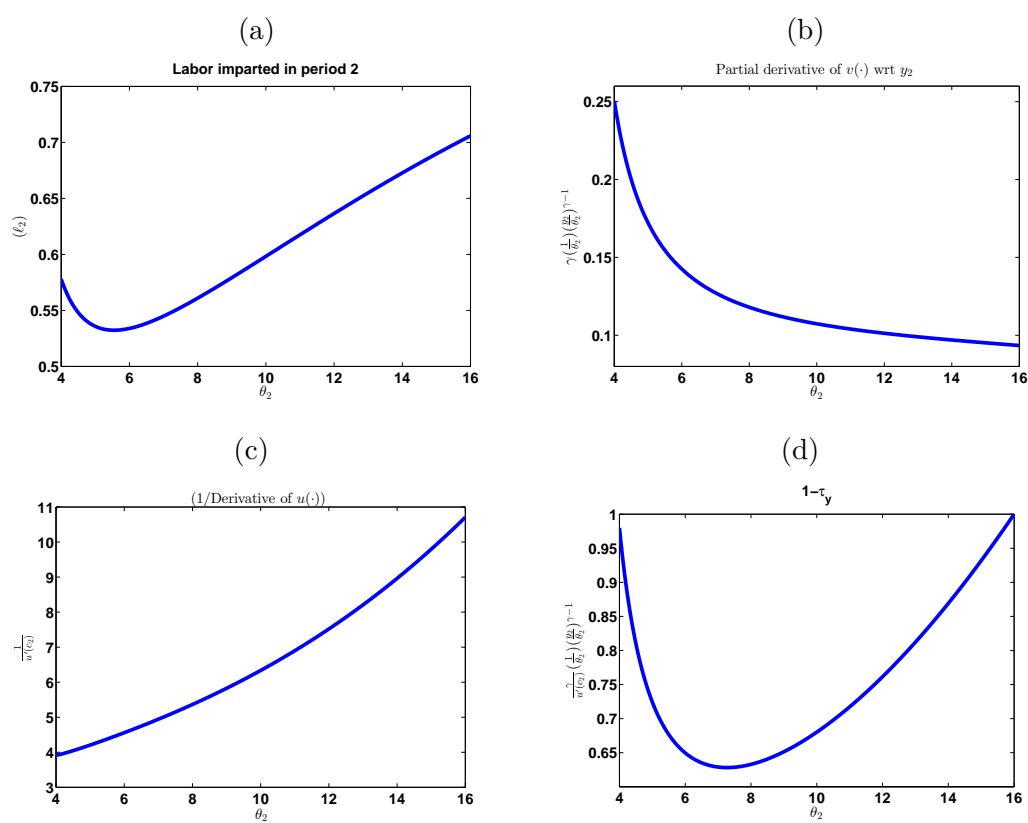 (a)
Labor imparted in period 2
0.75
0.7
0.65
0.6
0.55
0.5
(ℓ₂)
4 6 8 10 12 14 16
θ₂
(b)
Partial derivative of v(·) wrt y₂
0.25
0.2
0.15
0.1
γ(1/θ₂)(y₂/θ₂)^γ−1
4 6 8 10 12 14 16
θ₂
(c)
(1/Derivative of u(·))
11
10
9
8
7
6
5
4
3
1/u′(c₂)
4 6 8 10 12 14 16
θ₂
(d)
1−τ_y
1
0.95
0.9
0.85
0.8
0.75
0.7
0.65
γ/u′(c₂)(1/θ₂)(y₂/θ₂)^γ−1
4 6 8 10 12 14 16
θ₂